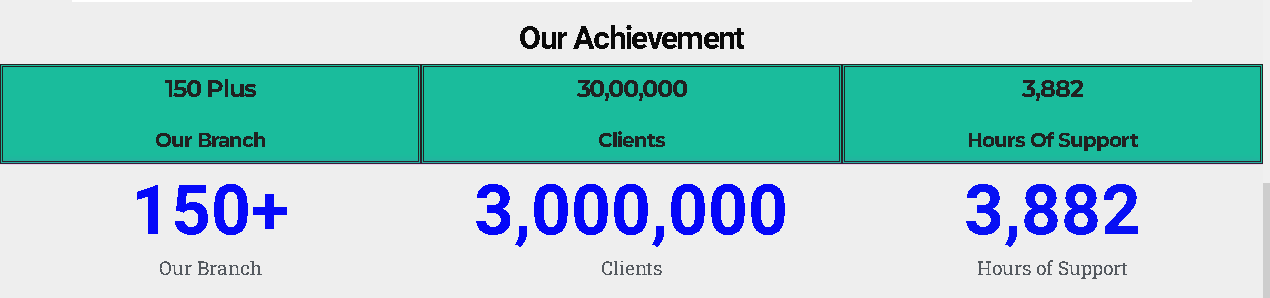 Our Achievement
150 Plus 30,00,000 3,882
Our Branch Clients Hours Of Support
150+ 3,000,000 3,882
Our Branch Clients Hours of Support